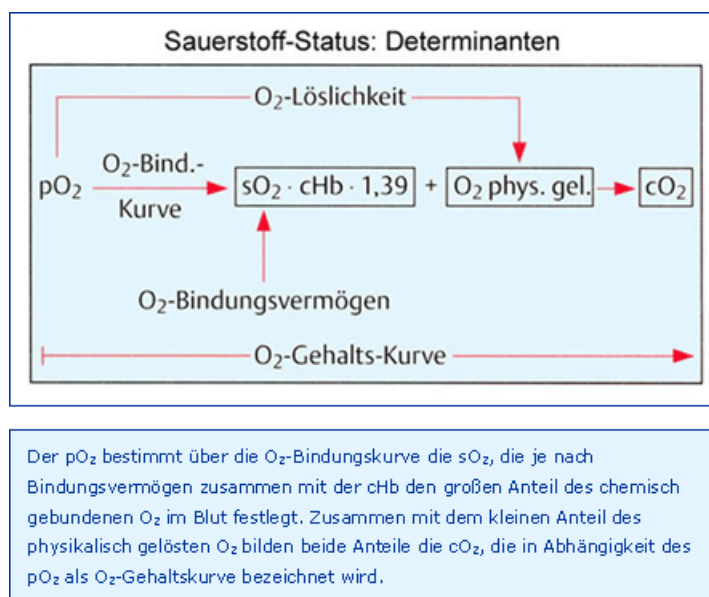 Sauerstoff-Status: Determinanten
O₂-Löslichkeit
O₂-Bind.-
pO₂
sO₂ · cHb · 1,39 + O₂ phys. gel.
cO₂
Kurve
O₂-Bindungsvermögen
O₂-Gehalts-Kurve
Der pO₂ bestimmt über die O₂-Bindungskurve die sO₂, die je nach
Bindungsvermögen zusammen mit der cHb den großen Anteil des chemisch
gebundenen O₂ im Blut festlegt. Zusammen mit dem kleinen Anteil des
physikalisch gelösten O₂ bilden beide Anteile die cO₂, die in Abhängigkeit des
pO₂ als O₂-Gehaltskurve bezeichnet wird.